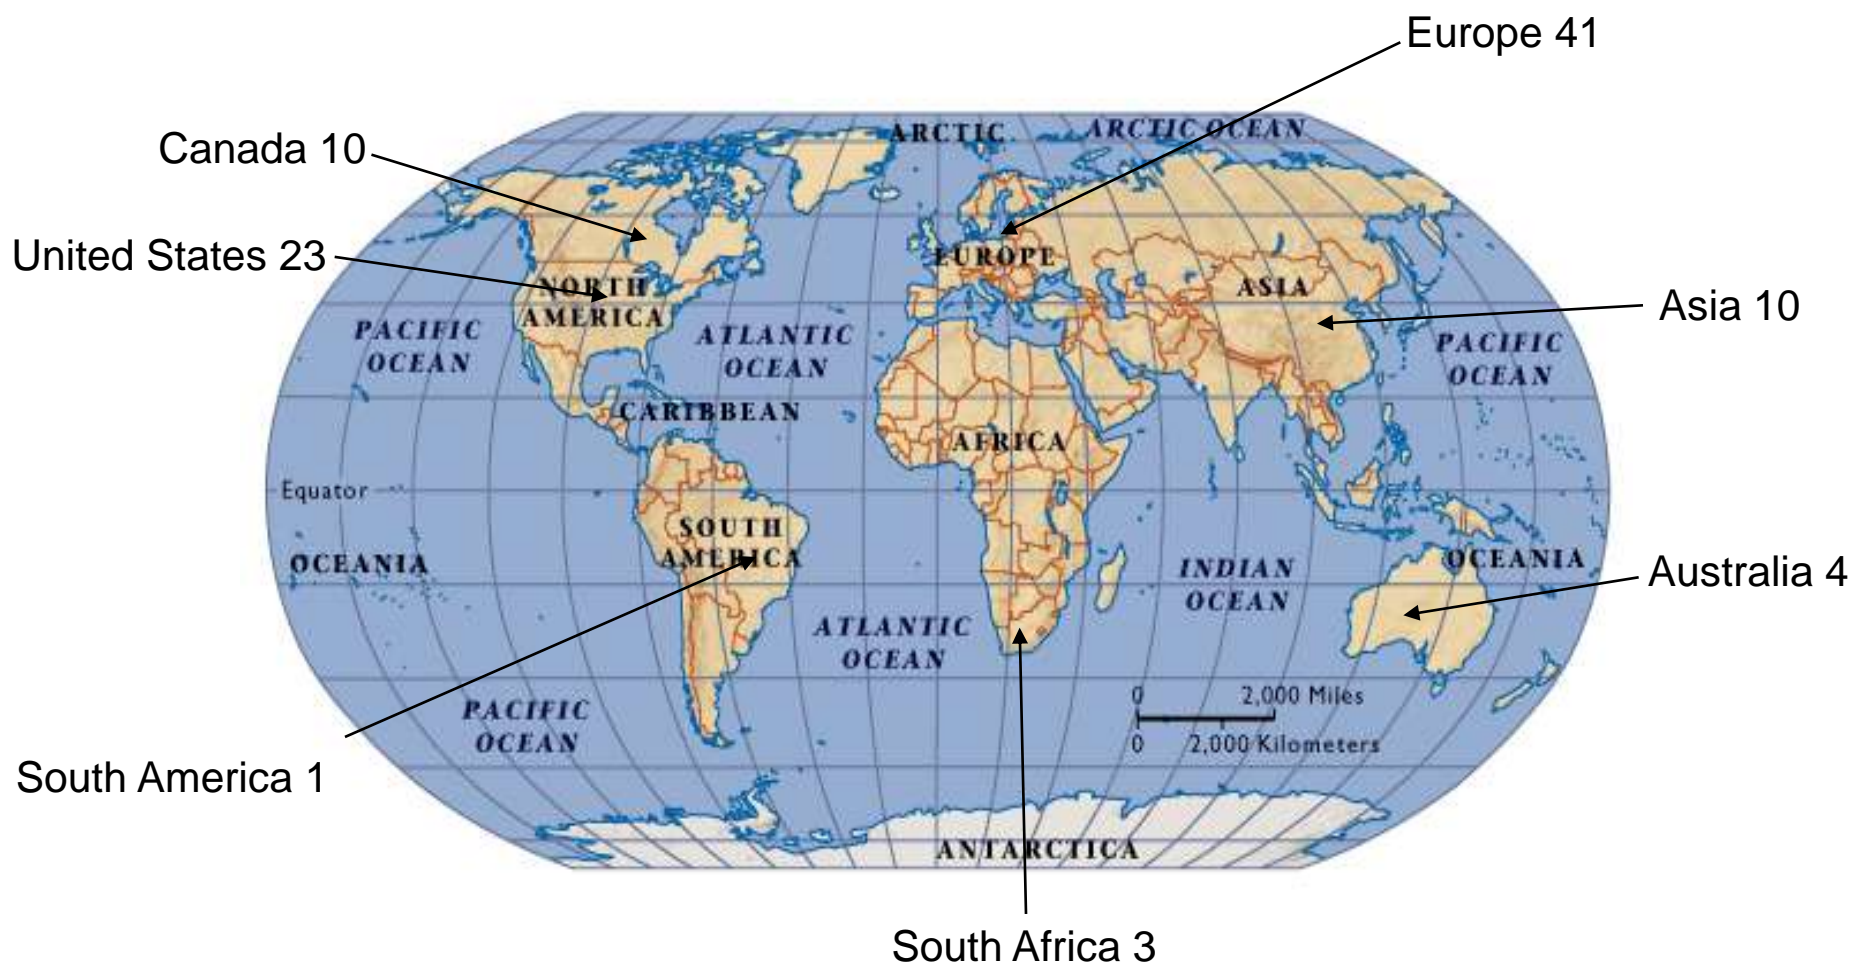 Europe 41
ARCTIC
ARCTIC OCEAN
Canada 10
United States 23
EUROPE
NORTH
AMERICA
ASIA
Asia 10
PACIFIC
OCEAN
ATLANTIC
OCEAN
PACIFIC
OCEAN
CARIBBEAN
AFRICA
Equator
SOUTH
AMERICA
OCEANIA
INDIAN
OCEAN
OCEANIA
Australia 4
ATLANTIC
OCEAN
PACIFIC
OCEAN
0 2,000 Miles
0 2,000 Kilometers
South America 1
ANTARCTICA
South Africa 3